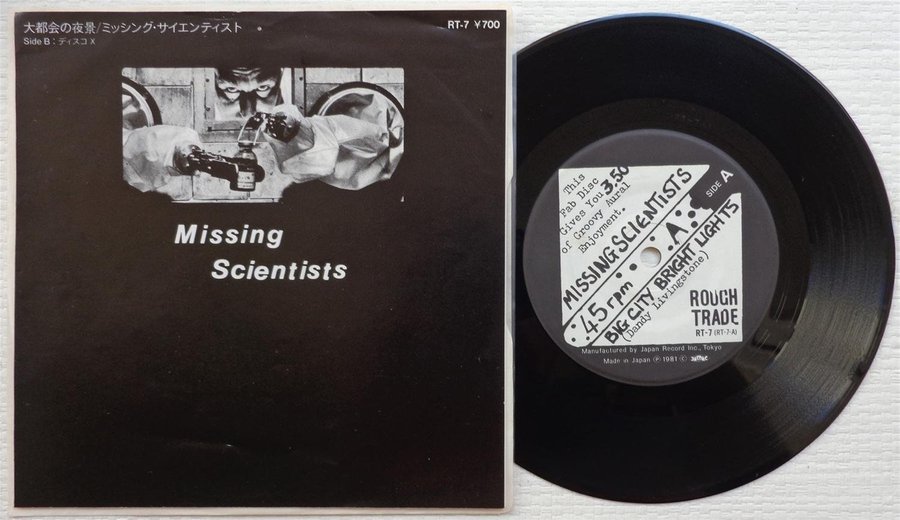 大都会の夜景/ミッシング・サイエンティスト
RT-7 ¥700
Side B : ディスコ X
Missing
Scientists
This
Fab Disc
Gives You 3.50
of Groovy Aural
Enjoyment.
MISSING SCIENTISTS
SIDE A
45 rpm A
BIG CITY BRIGHT LIGHTS
(Dandy Livingstone)
ROUGH
TRADE
RT-7 (RT-7-A)
Manufactured by Japan Record Inc., Tokyo
Made in Japan Ⓟ 1981 Ⓒ